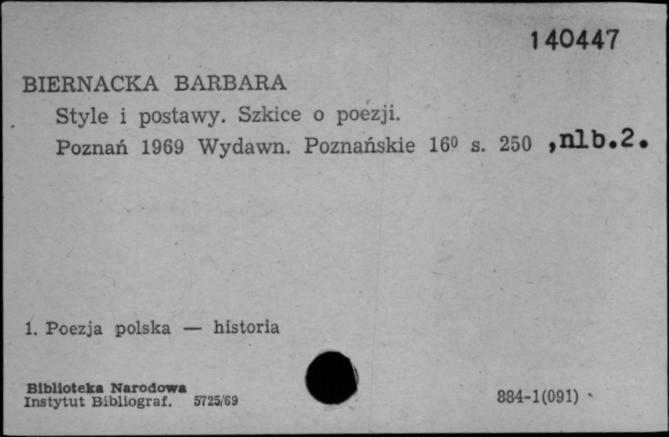 140447
BIERNACKA BARBARA
Style i postawy. Szkice o poezji.
Poznań 1969 Wydawn. Poznańskie 16⁰ s. 250 ,nlb.2.
1. Poezja polska — historia
Biblioteka Narodowa
Instytut Bibliograf. 5725/69
884-1(091)